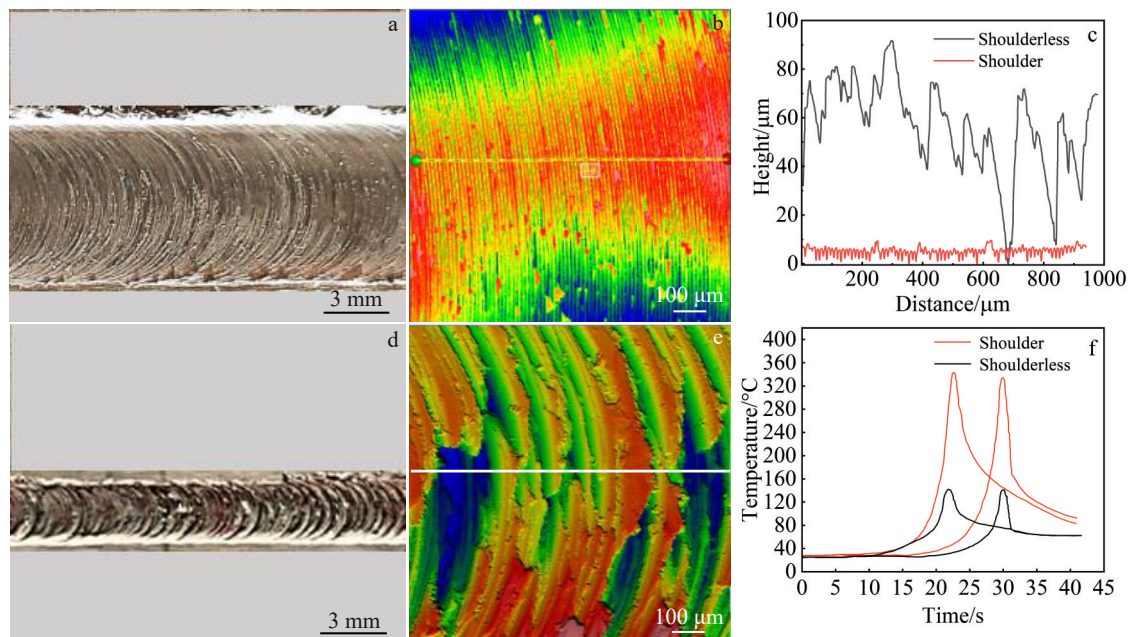 a
3 mm
b
100 μm
c
Shoulderless
Shoulder
Height/μm
100
80
60
40
20
0
0 200 400 600 800 1000
Distance/μm
d
3 mm
e
100 μm
f
Shoulder
Shoulderless
Temperature/°C
400
360
320
280
240
200
160
120
80
40
0
0 5 10 15 20 25 30 35 40 45
Time/s